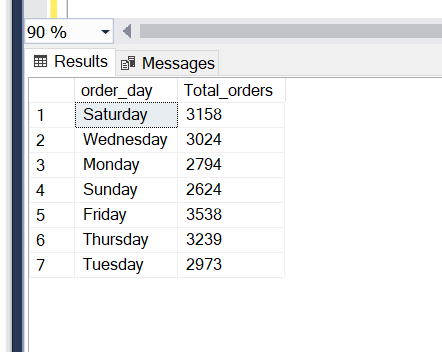 90 %
Results Messages
order_day Total_orders
1 Saturday 3158
2 Wednesday 3024
3 Monday 2794
4 Sunday 2624
5 Friday 3538
6 Thursday 3239
7 Tuesday 2973